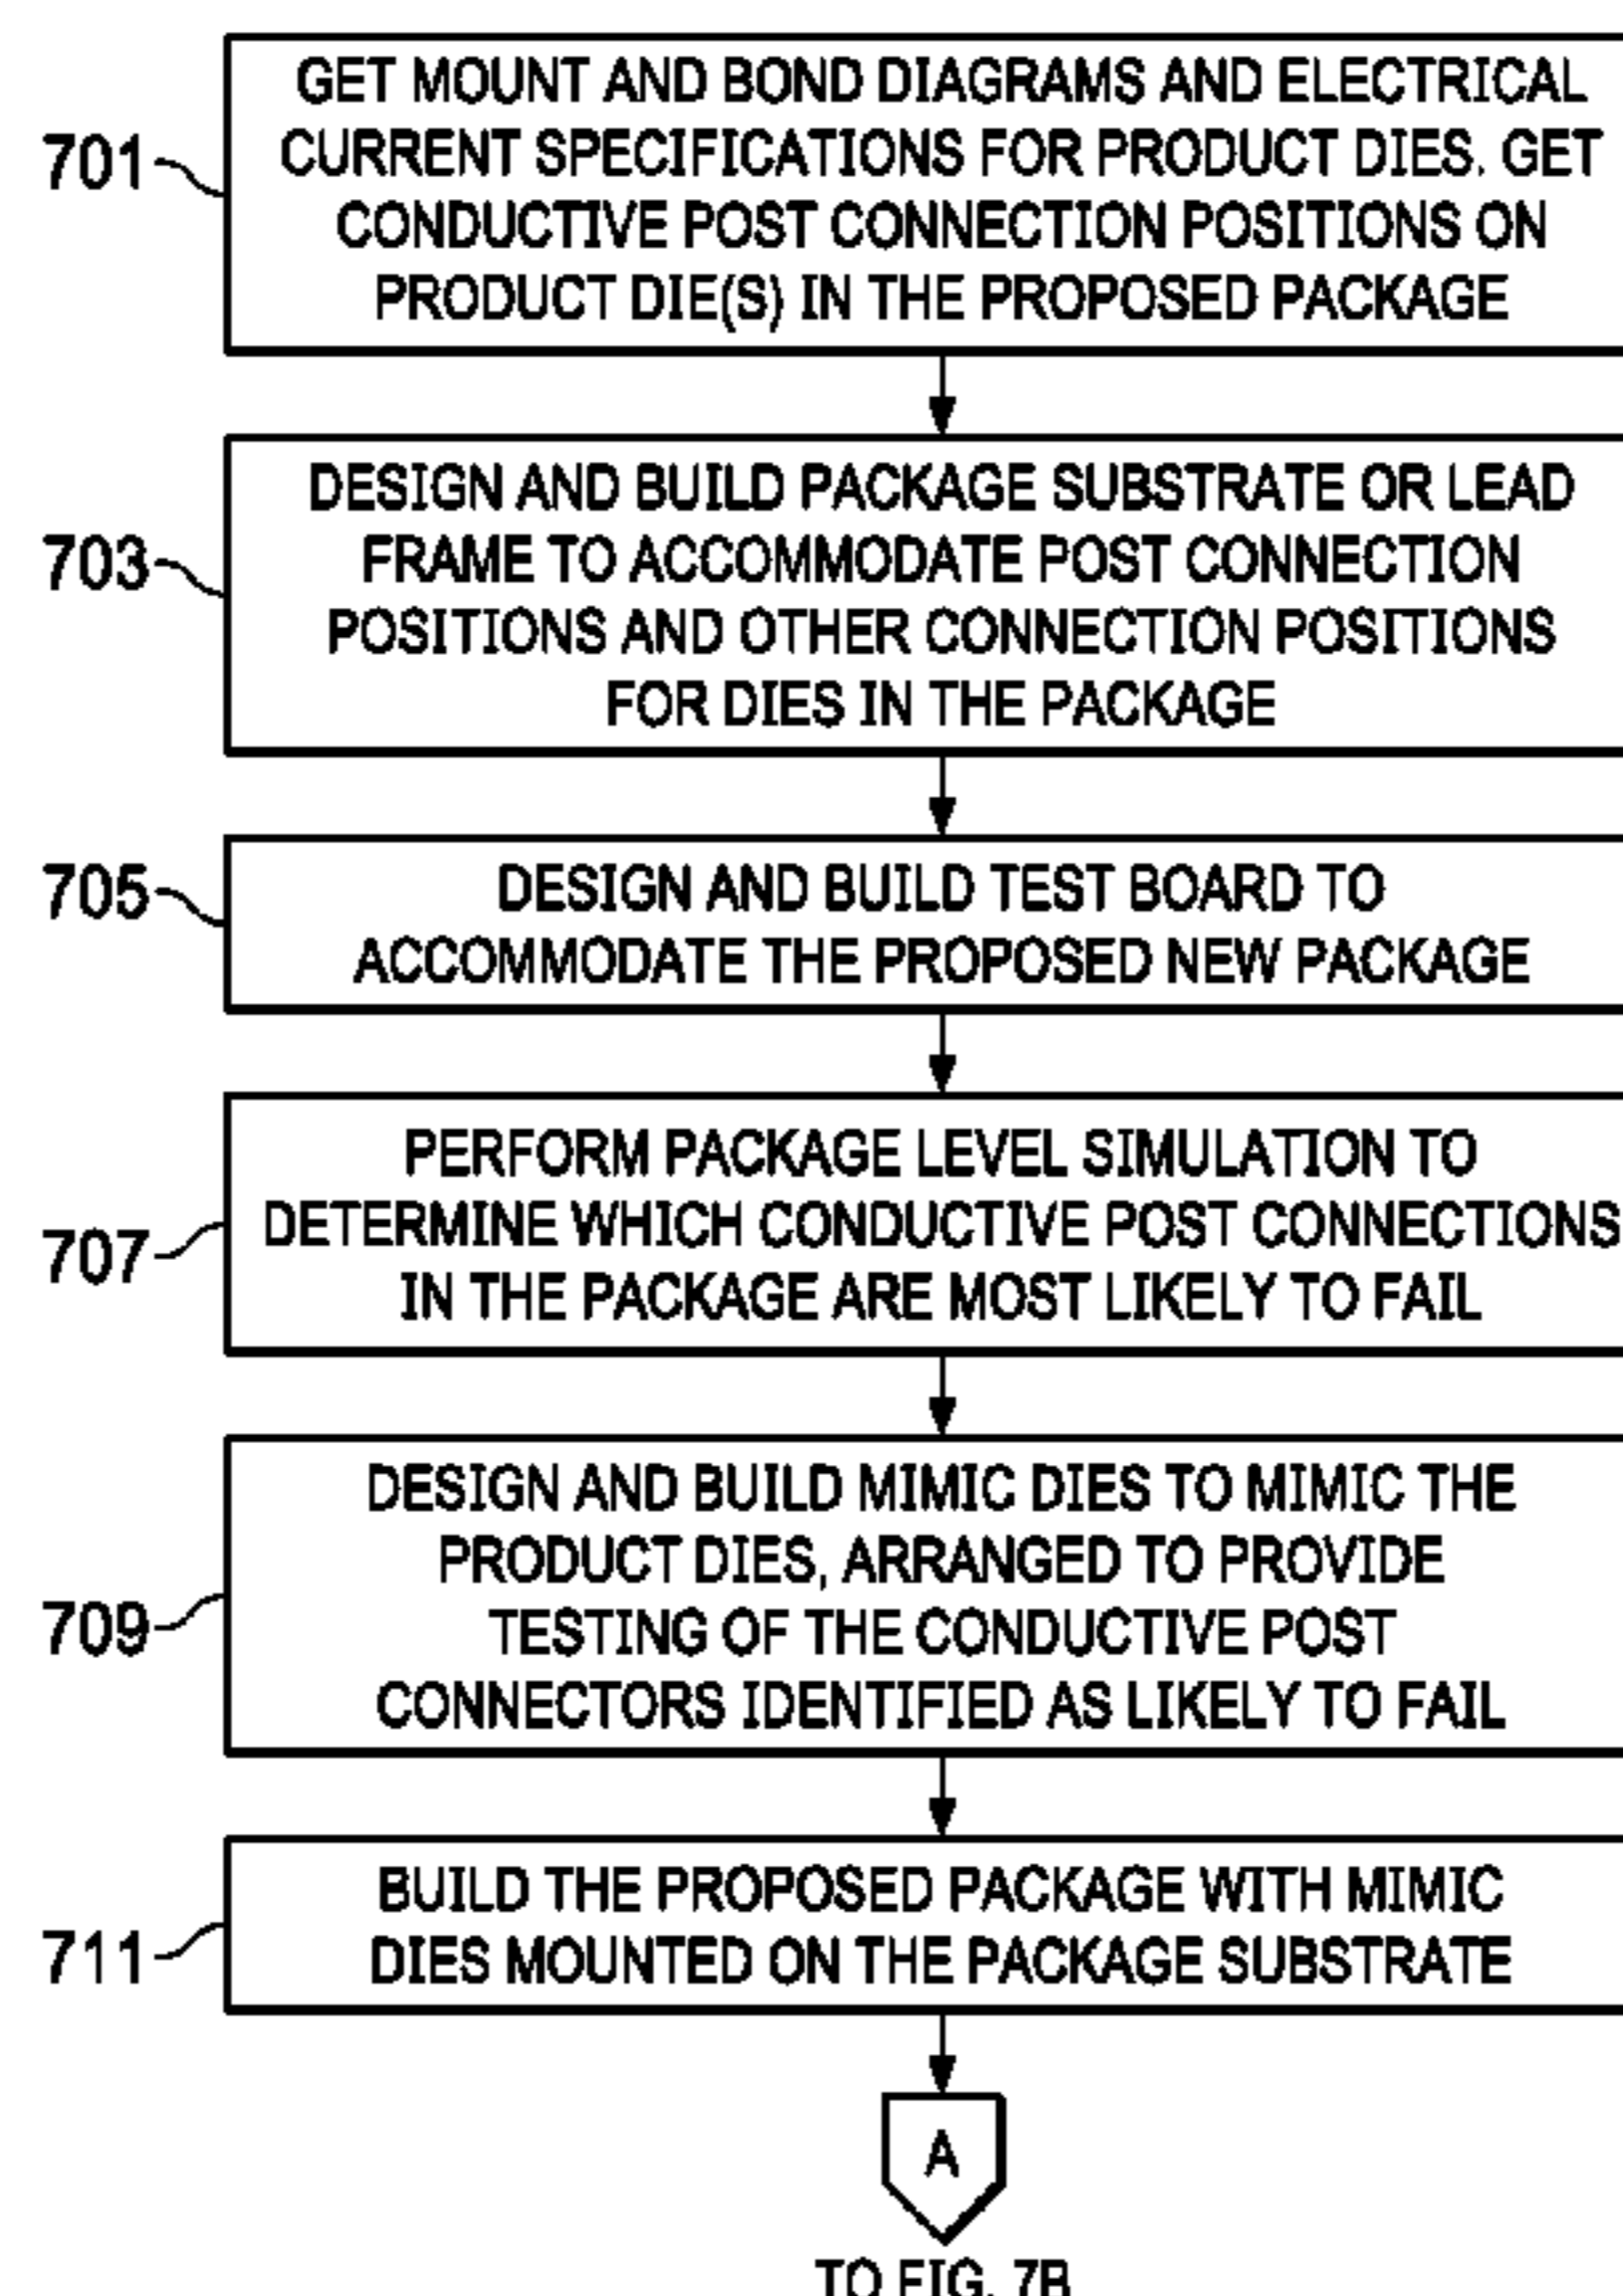 701
GET MOUNT AND BOND DIAGRAMS AND ELECTRICAL
CURRENT SPECIFICATIONS FOR PRODUCT DIES. GET
CONDUCTIVE POST CONNECTION POSITIONS ON
PRODUCT DIE(S) IN THE PROPOSED PACKAGE
703
DESIGN AND BUILD PACKAGE SUBSTRATE OR LEAD
FRAME TO ACCOMMODATE POST CONNECTION
POSITIONS AND OTHER CONNECTION POSITIONS
FOR DIES IN THE PACKAGE
705
DESIGN AND BUILD TEST BOARD TO
ACCOMMODATE THE PROPOSED NEW PACKAGE
707
PERFORM PACKAGE LEVEL SIMULATION TO
DETERMINE WHICH CONDUCTIVE POST CONNECTIONS
IN THE PACKAGE ARE MOST LIKELY TO FAIL
709
DESIGN AND BUILD MIMIC DIES TO MIMIC THE
PRODUCT DIES, ARRANGED TO PROVIDE
TESTING OF THE CONDUCTIVE POST
CONNECTORS IDENTIFIED AS LIKELY TO FAIL
711
BUILD THE PROPOSED PACKAGE WITH MIMIC
DIES MOUNTED ON THE PACKAGE SUBSTRATE
A
TO FIG. 7B